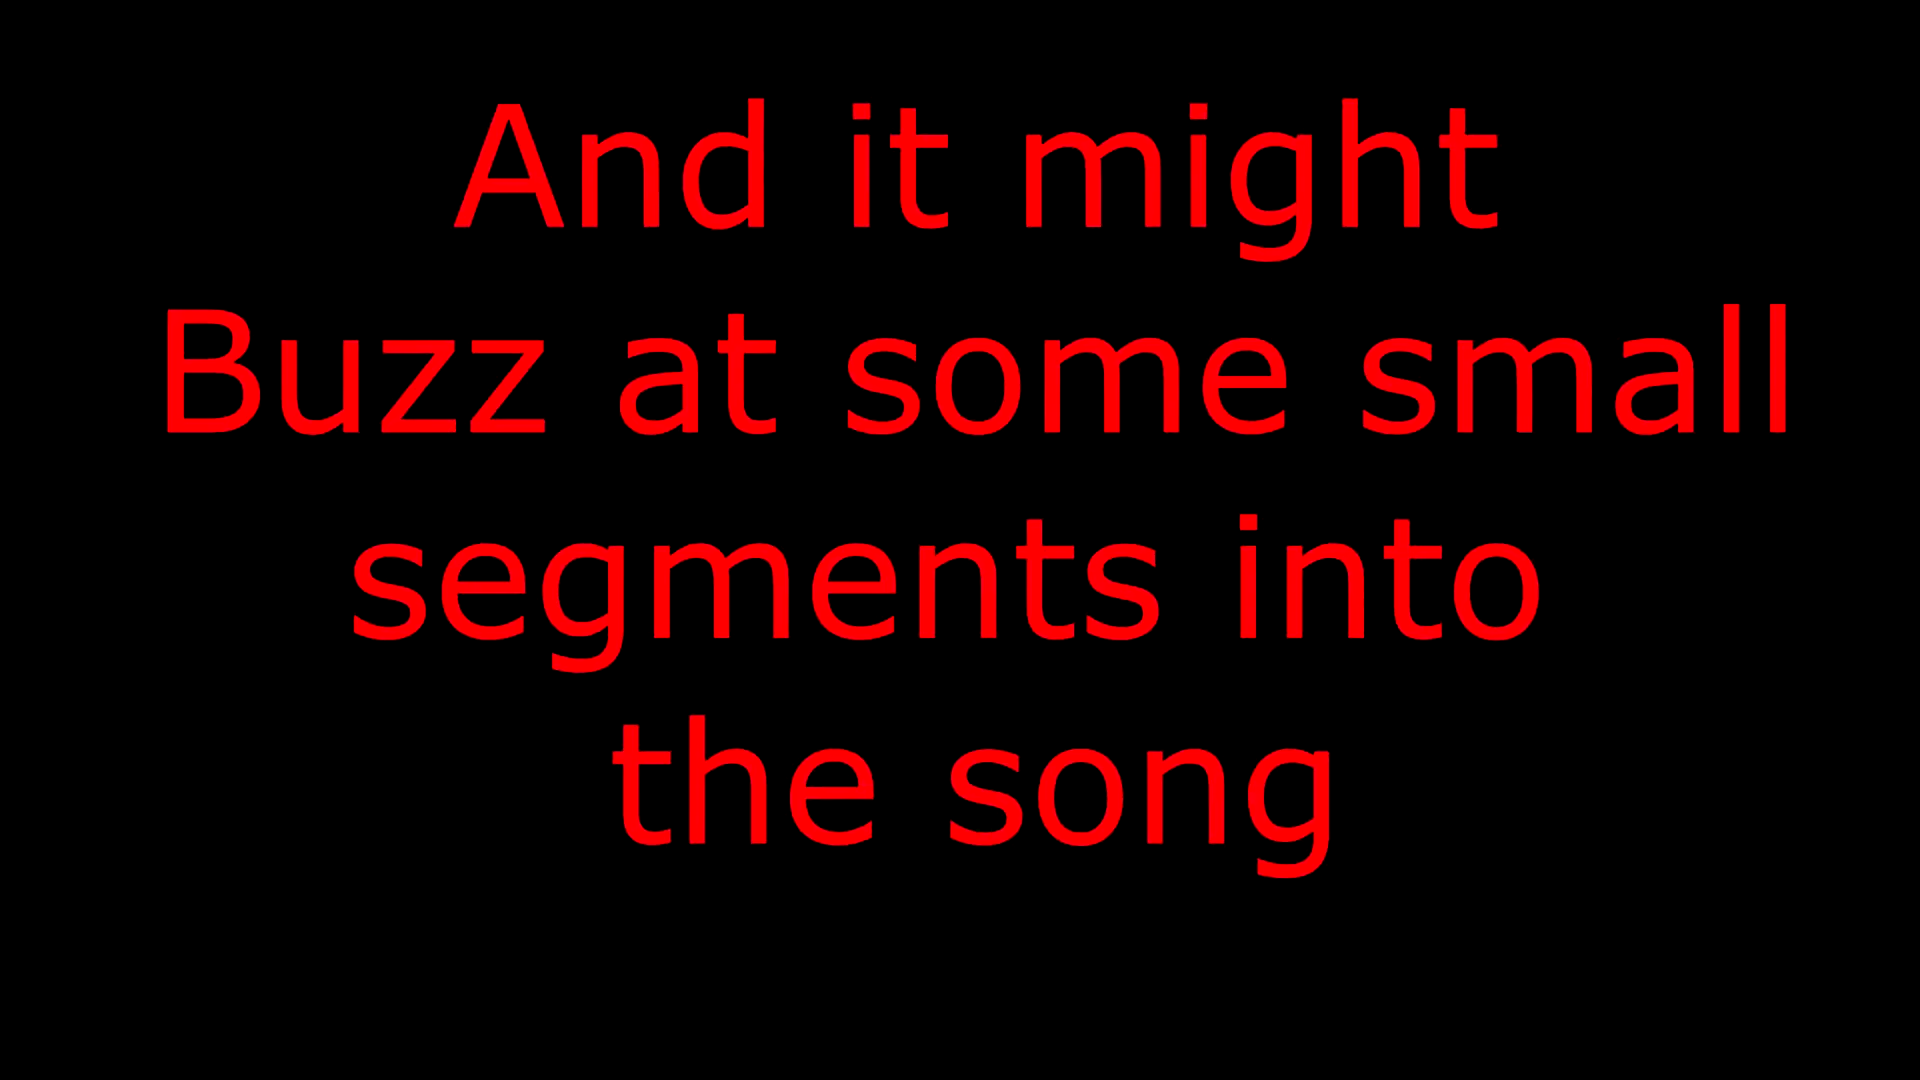 And it might
Buzz at some small
segments into
the song